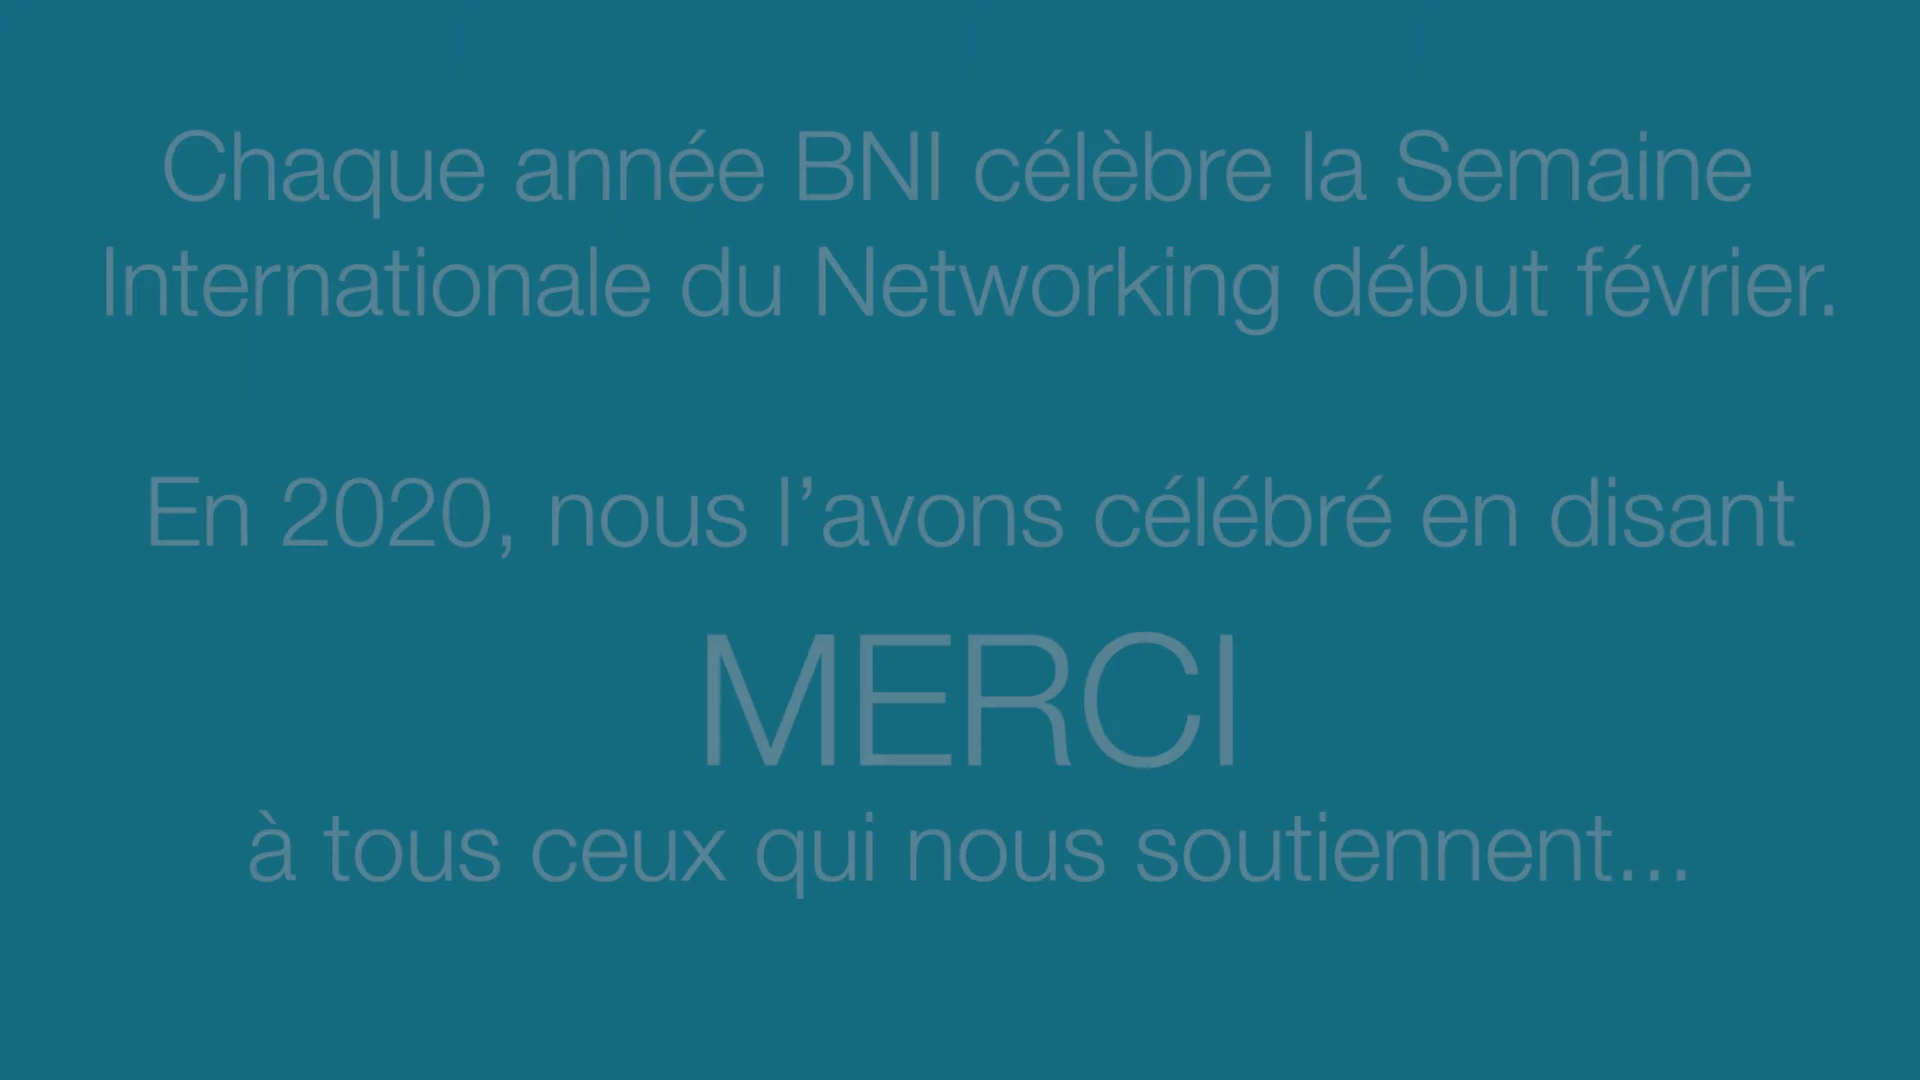 Chaque année BNI célèbre la Semaine
Internationale du Networking début février.
En 2020, nous l’avons célébré en disant
MERCI
à tous ceux qui nous soutiennent...